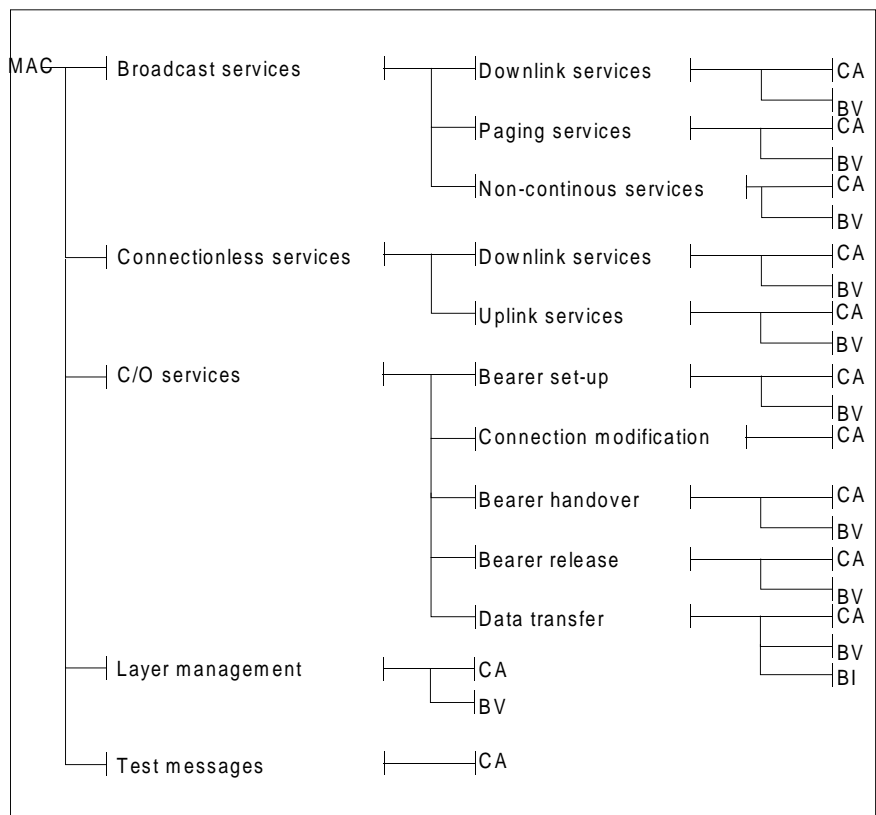 MAC Broadcast services Downlink services CA
BV
Paging services CA
BV
Non-continous services CA
BV
Connectionless services Downlink services CA
BV
Uplink services CA
BV
C/O services Bearer set-up CA
BV
Connection modification CA
Bearer handover CA
BV
Bearer release CA
BV
Data transfer CA
BV
BI
Layer management CA
BV
Test messages CA